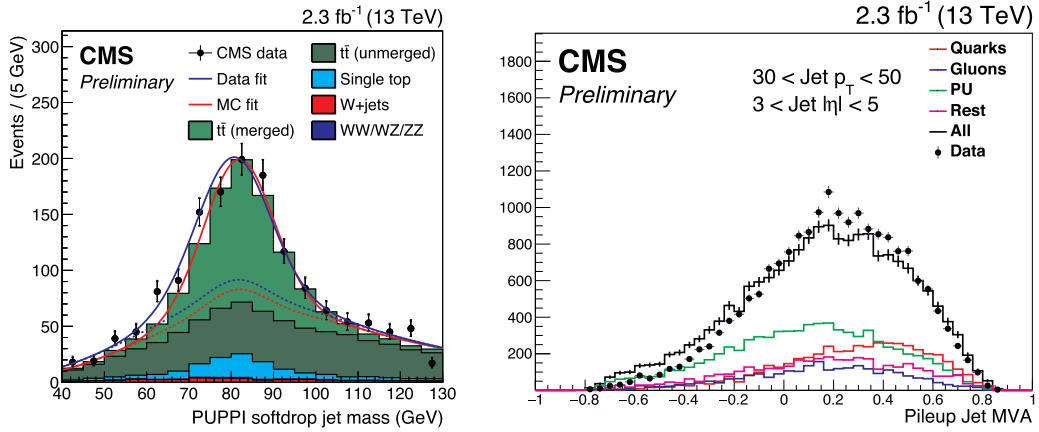 2.3 fb⁻¹ (13 TeV)
CMS
Preliminary
CMS data
Data fit
MC fit
tt̄ (merged)
tt̄ (unmerged)
Single top
W+jets
WW/WZ/ZZ
Events / (5 GeV)
300
250
200
150
100
50
0
40 50 60 70 80 90 100 110 120 130
PUPPI softdrop jet mass (GeV)
2.3 fb⁻¹ (13 TeV)
CMS
Preliminary
30 < Jet p_T < 50
3 < Jet |η| < 5
Quarks
Gluons
PU
Rest
All
Data
1800
1600
1400
1200
1000
800
600
400
200
−1 −0.8 −0.6 −0.4 −0.2 0 0.2 0.4 0.6 0.8 1
Pileup Jet MVA